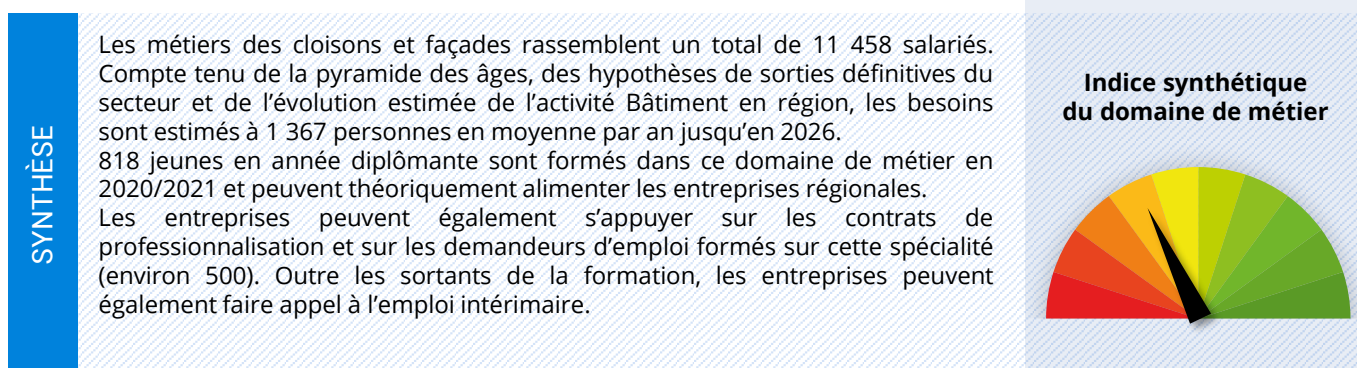 SYNTHÈSE
Les métiers des cloisons et façades rassemblent un total de 11 458 salariés.
Compte tenu de la pyramide des âges, des hypothèses de sorties définitives du
secteur et de l’évolution estimée de l’activité Bâtiment en région, les besoins
sont estimés à 1 367 personnes en moyenne par an jusqu’en 2026.
818 jeunes en année diplômante sont formés dans ce domaine de métier en
2020/2021 et peuvent théoriquement alimenter les entreprises régionales.
Les entreprises peuvent également s’appuyer sur les contrats de
professionnalisation et sur les demandeurs d’emploi formés sur cette spécialité
(environ 500). Outre les sortants de la formation, les entreprises peuvent
également faire appel à l’emploi intérimaire.
Indice synthétique
du domaine de métier